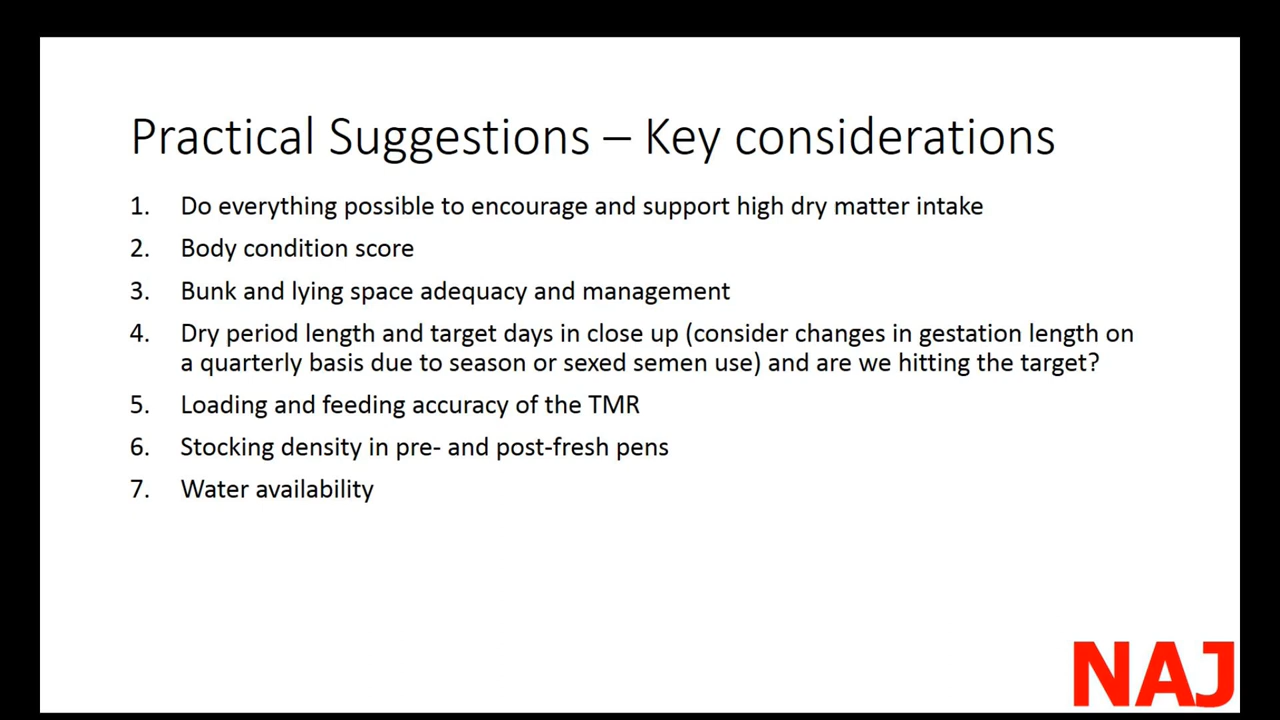 Practical Suggestions – Key considerations
1. Do everything possible to encourage and support high dry matter intake
2. Body condition score
3. Bunk and lying space adequacy and management
4. Dry period length and target days in close up (consider changes in gestation length on
a quarterly basis due to season or sexed semen use) and are we hitting the target?
5. Loading and feeding accuracy of the TMR
6. Stocking density in pre- and post-fresh pens
7. Water availability
NAJ